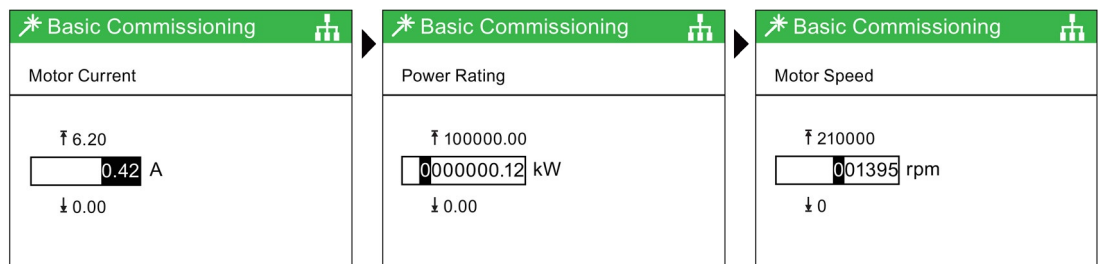 Basic Commissioning
Motor Current
6.20
0.42 A
0.00
Basic Commissioning
Power Rating
100000.00
0000000.12 kW
0.00
Basic Commissioning
Motor Speed
210000
001395 rpm
0